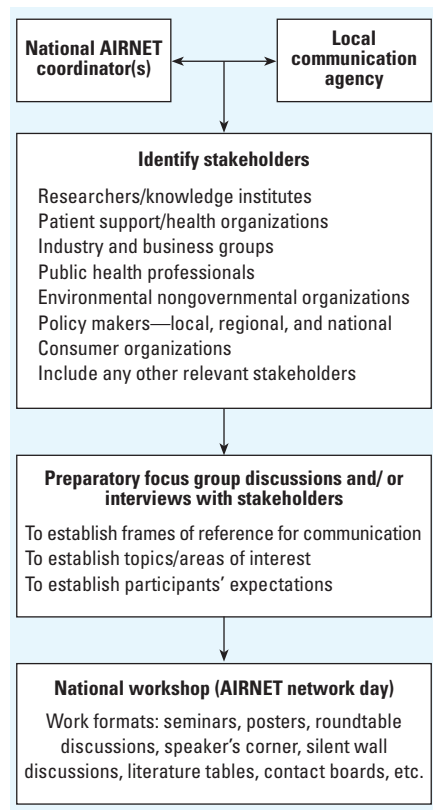 National AIRNET
coordinator(s)
Local
communication
agency
Identify stakeholders
Researchers/knowledge institutes
Patient support/health organizations
Industry and business groups
Public health professionals
Environmental nongovernmental organizations
Policy makers—local, regional, and national
Consumer organizations
Include any other relevant stakeholders
Preparatory focus group discussions and/ or
interviews with stakeholders
To establish frames of reference for communication
To establish topics/areas of interest
To establish participants’ expectations
National workshop (AIRNET network day)
Work formats: seminars, posters, roundtable
discussions, speaker’s corner, silent wall
discussions, literature tables, contact boards, etc.